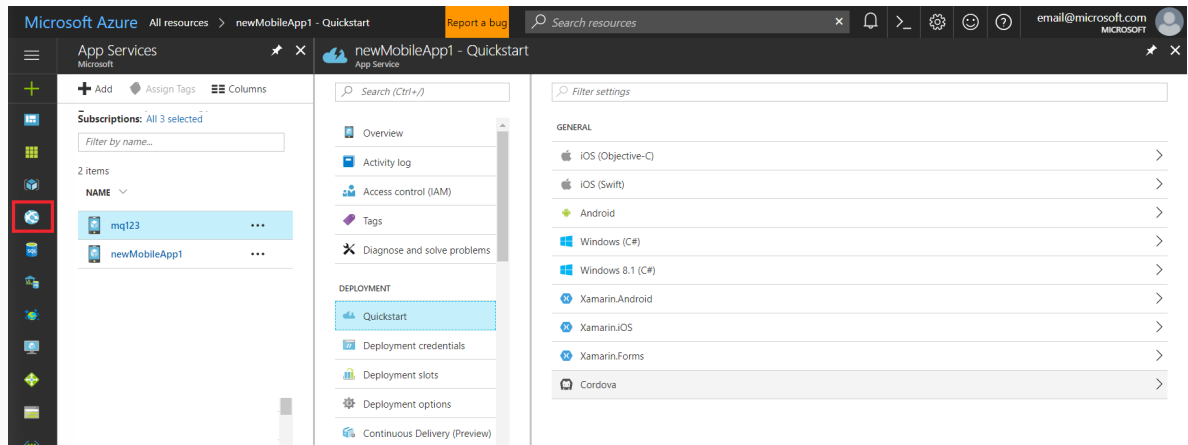 Microsoft Azure All resources > newMobileApp1 - Quickstart Report a bug Search resources email@microsoft.com
MICROSOFT
App Services
Microsoft
newMobileApp1 - Quickstart
App Service
Add Assign Tags Columns
Subscriptions: All 3 selected
Filter by name...
2 items
NAME
mq123
newMobileApp1
Search (Ctrl+/)
Overview
Activity log
Access control (IAM)
Tags
Diagnose and solve problems
DEPLOYMENT
Quickstart
Deployment credentials
Deployment slots
Deployment options
Continuous Delivery (Preview)
Filter settings
GENERAL
iOS (Objective-C)
iOS (Swift)
Android
Windows (C#)
Windows 8.1 (C#)
Xamarin.Android
Xamarin.iOS
Xamarin.Forms
Cordova